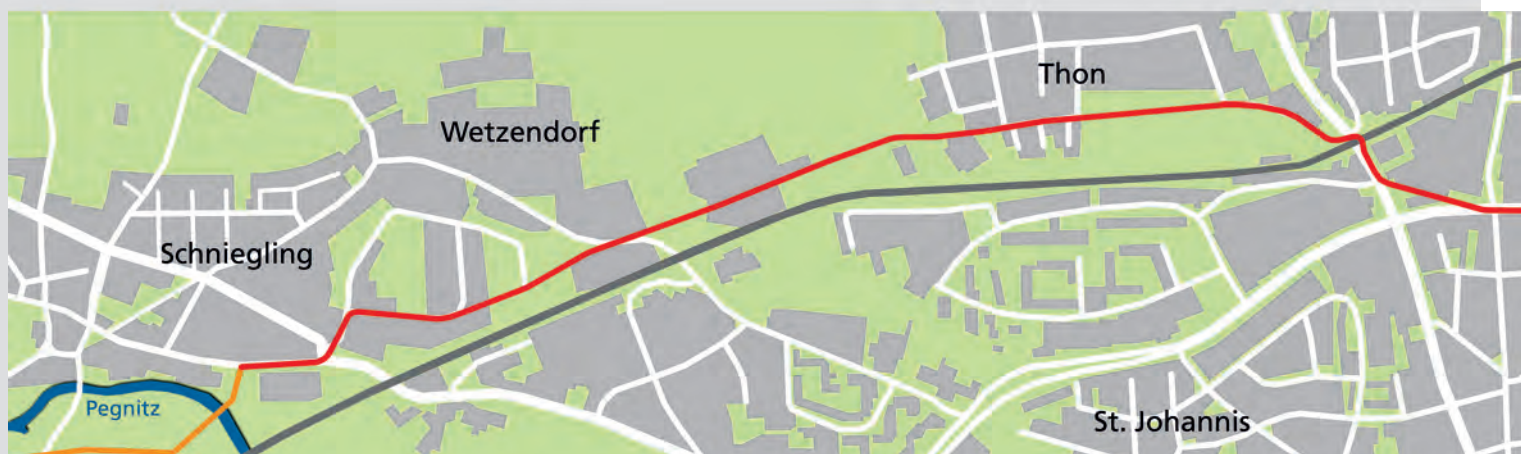 Thon
Wetzendorf
Schniegling
Pegnitz
St. Johannis